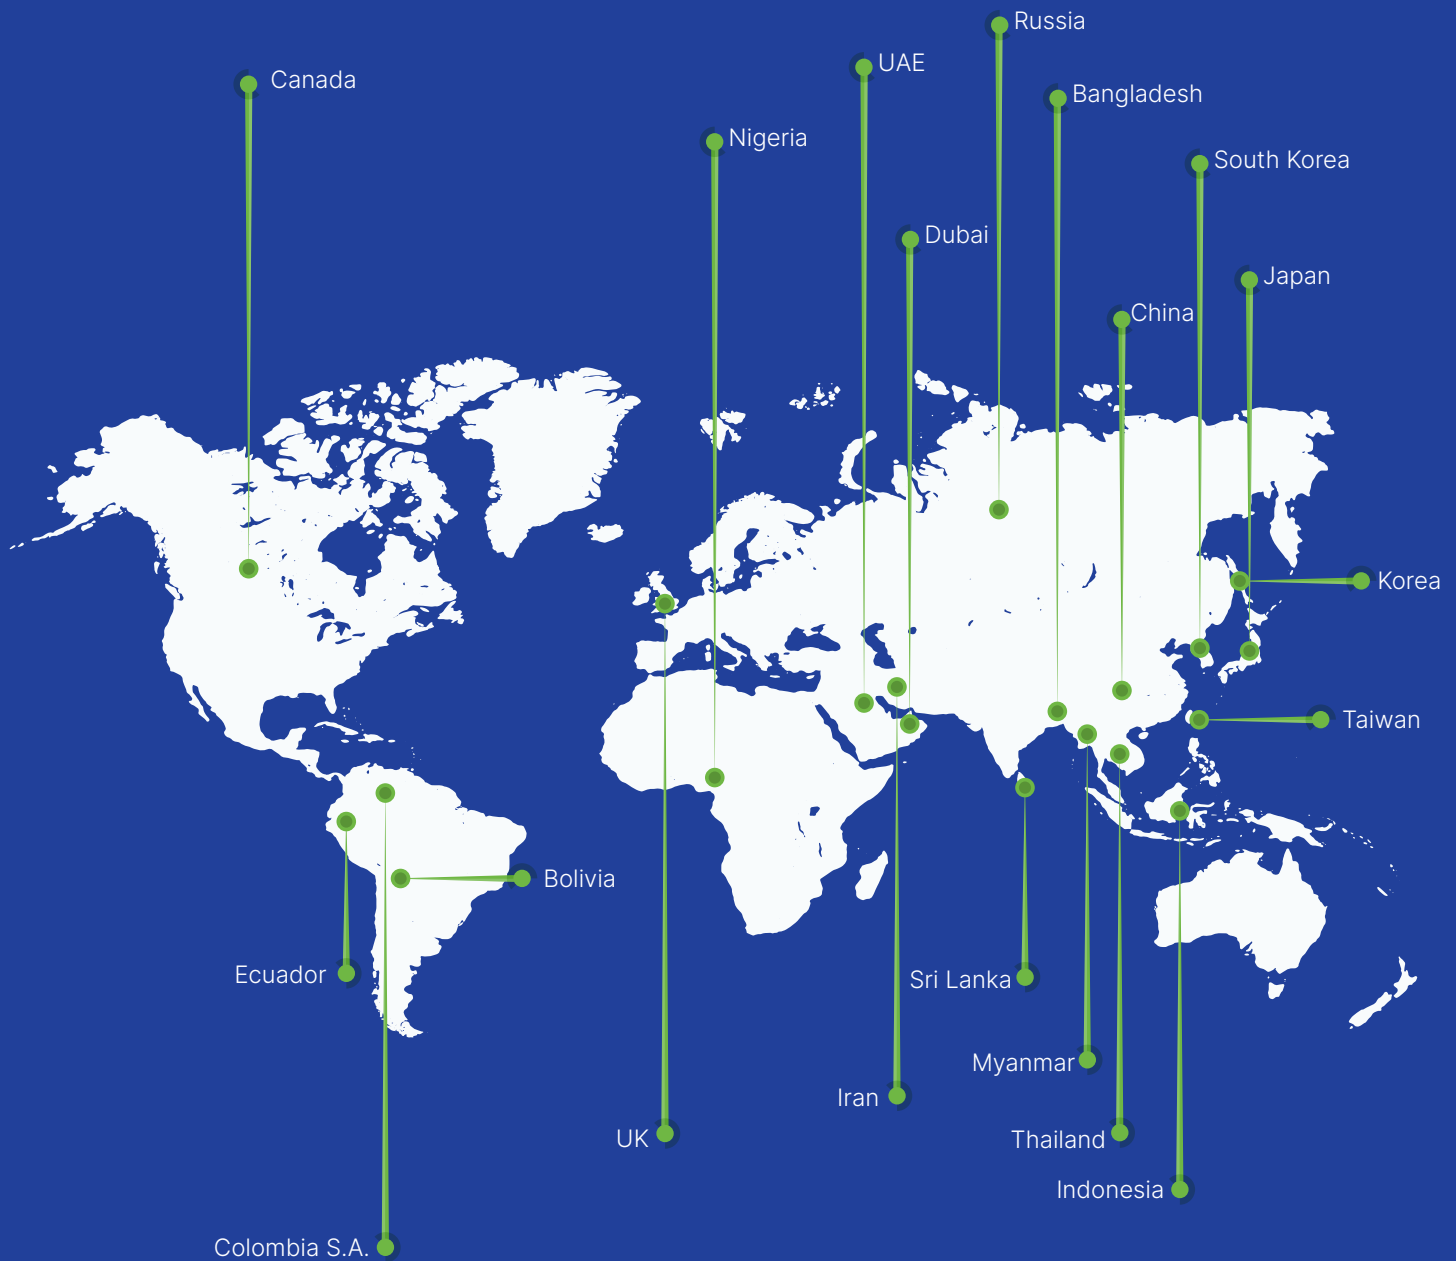 Russia
UAE
Canada
Bangladesh
Nigeria
South Korea
Dubai
Japan
China
Korea
Taiwan
Bolivia
Ecuador
Sri Lanka
Myanmar
Iran
UK
Thailand
Indonesia
Colombia S.A.